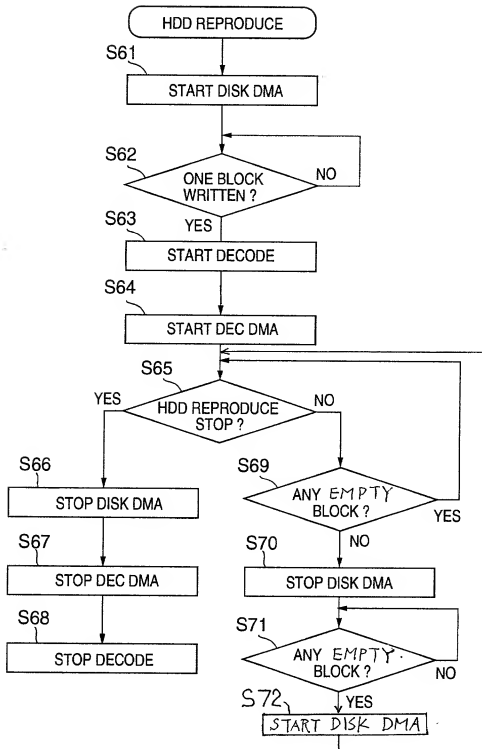 HDD REPRODUCE
S61
START DISK DMA
S62
ONE BLOCK
WRITTEN ?
NO
YES
S63
START DECODE
S64
START DEC DMA
S65
HDD REPRODUCE
STOP ?
YES
NO
S66
STOP DISK DMA
S67
STOP DEC DMA
S68
STOP DECODE
S69
ANY EMPTY
BLOCK ?
YES
NO
S70
STOP DISK DMA
S71
ANY EMPTY
BLOCK ?
NO
YES
S72
START DISK DMA